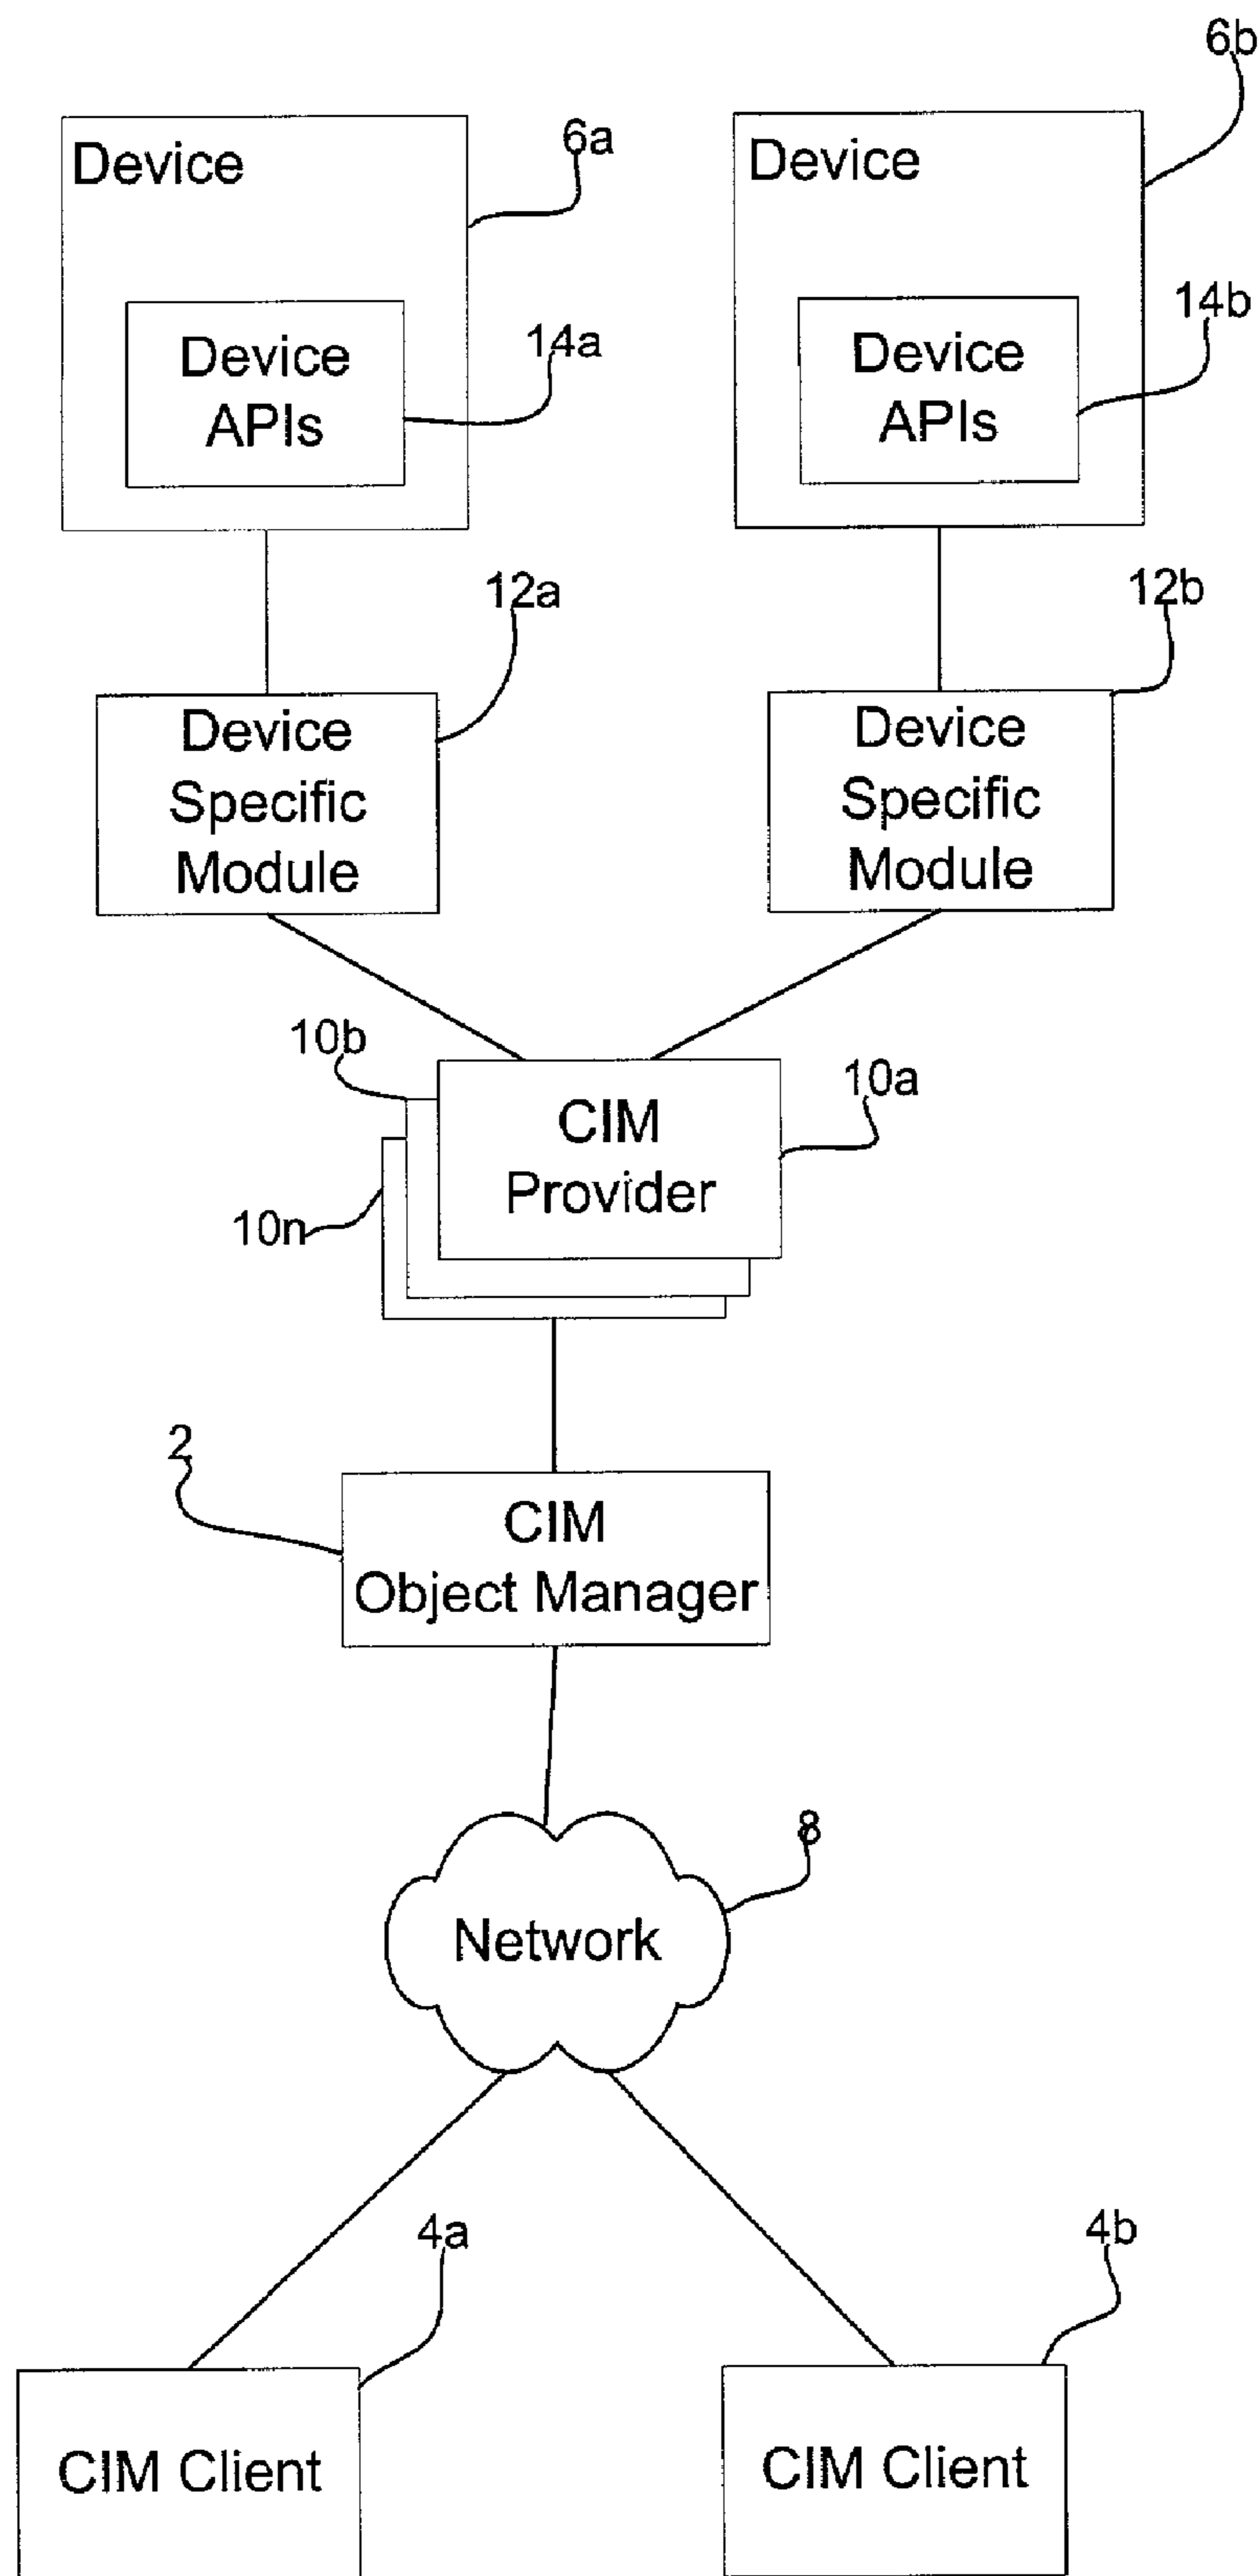 6b
Device
6a
Device
Device
APIs
14a
Device
APIs
14b
12a
12b
Device
Specific
Module
Device
Specific
Module
10b
10a
CIM
Provider
10n
2
CIM
Object Manager
8
Network
4a
4b
CIM Client
CIM Client